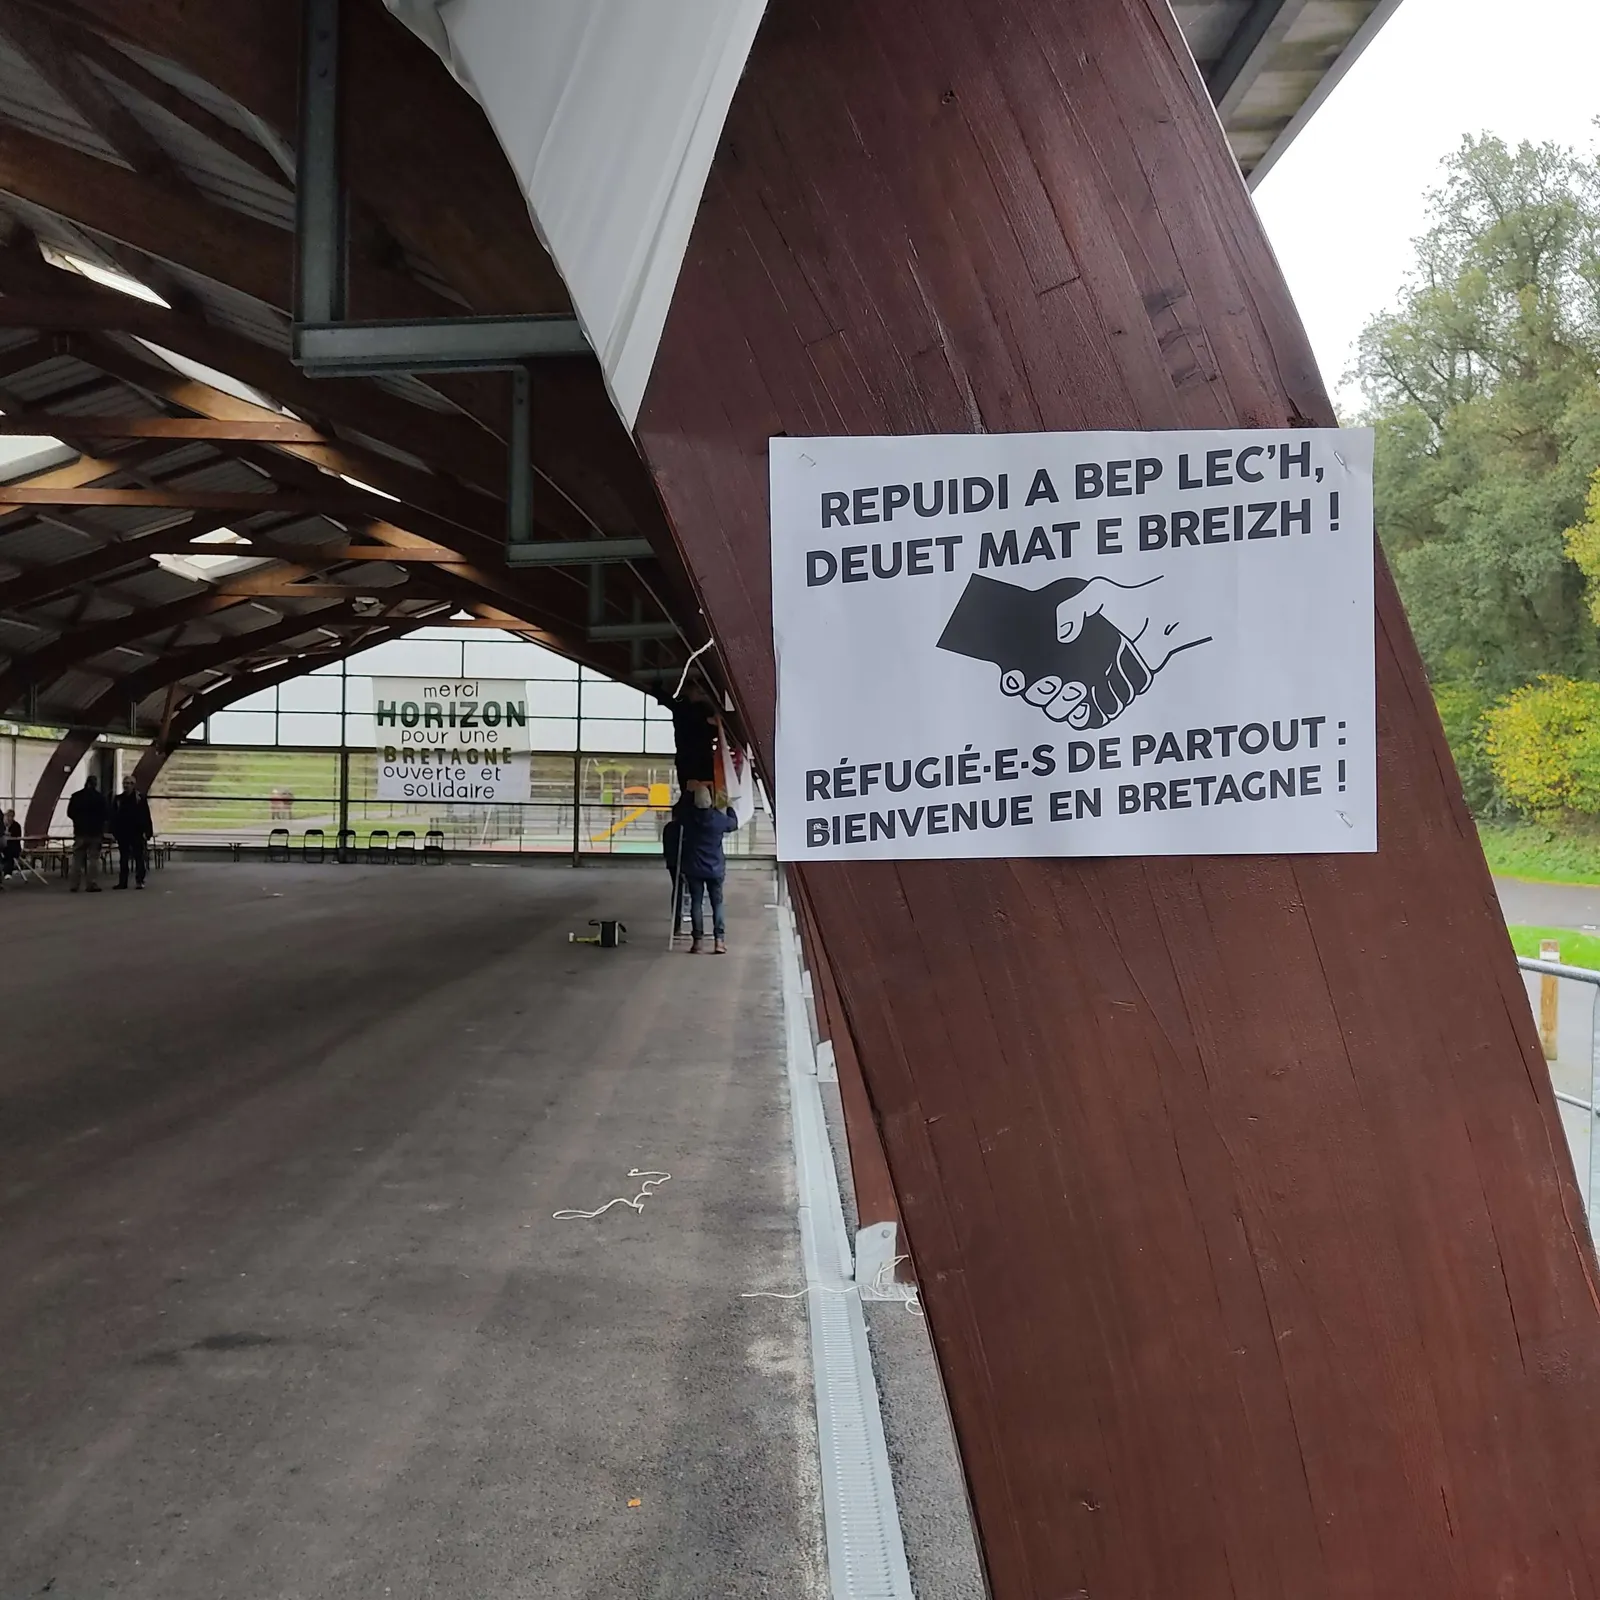 REPUIDI A BEP LEC'H,
DEUET MAT E BREIZH !
RÉFUGIÉ·E·S DE PARTOUT :
BIENVENUE EN BRETAGNE !
merci
HORIZON
pour une
BRETAGNE
ouverte et
solidaire